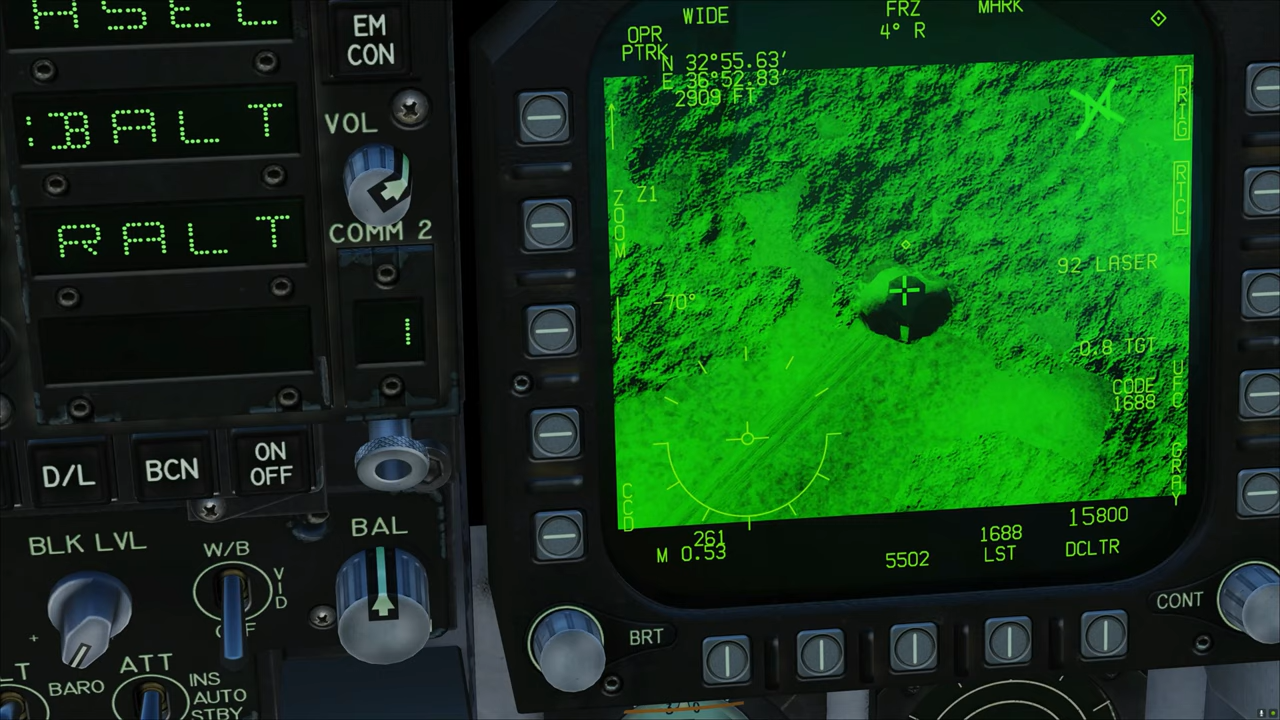 HSEL
:BALT
RALT
EM
CON
VOL
COMM 2
1
D/L
BCN
ON
OFF
BLK LVL
W/B
VID
OFF
BAL
BARO
ATT
INS
AUTO
STBY
WIDE
FRZ
MARK
OPR
4° R
PTRK
N 32°55.63'
E 36°52.83'
2909 FT
TRIG
ZOOM
Z1
RTCL
92 LASER
-70°
0.8 TGT
CODE
1688
UFC
GRAY
CCD
261
M 0.53
5502
1688
LST
15800
DCLTR
BRT
CONT